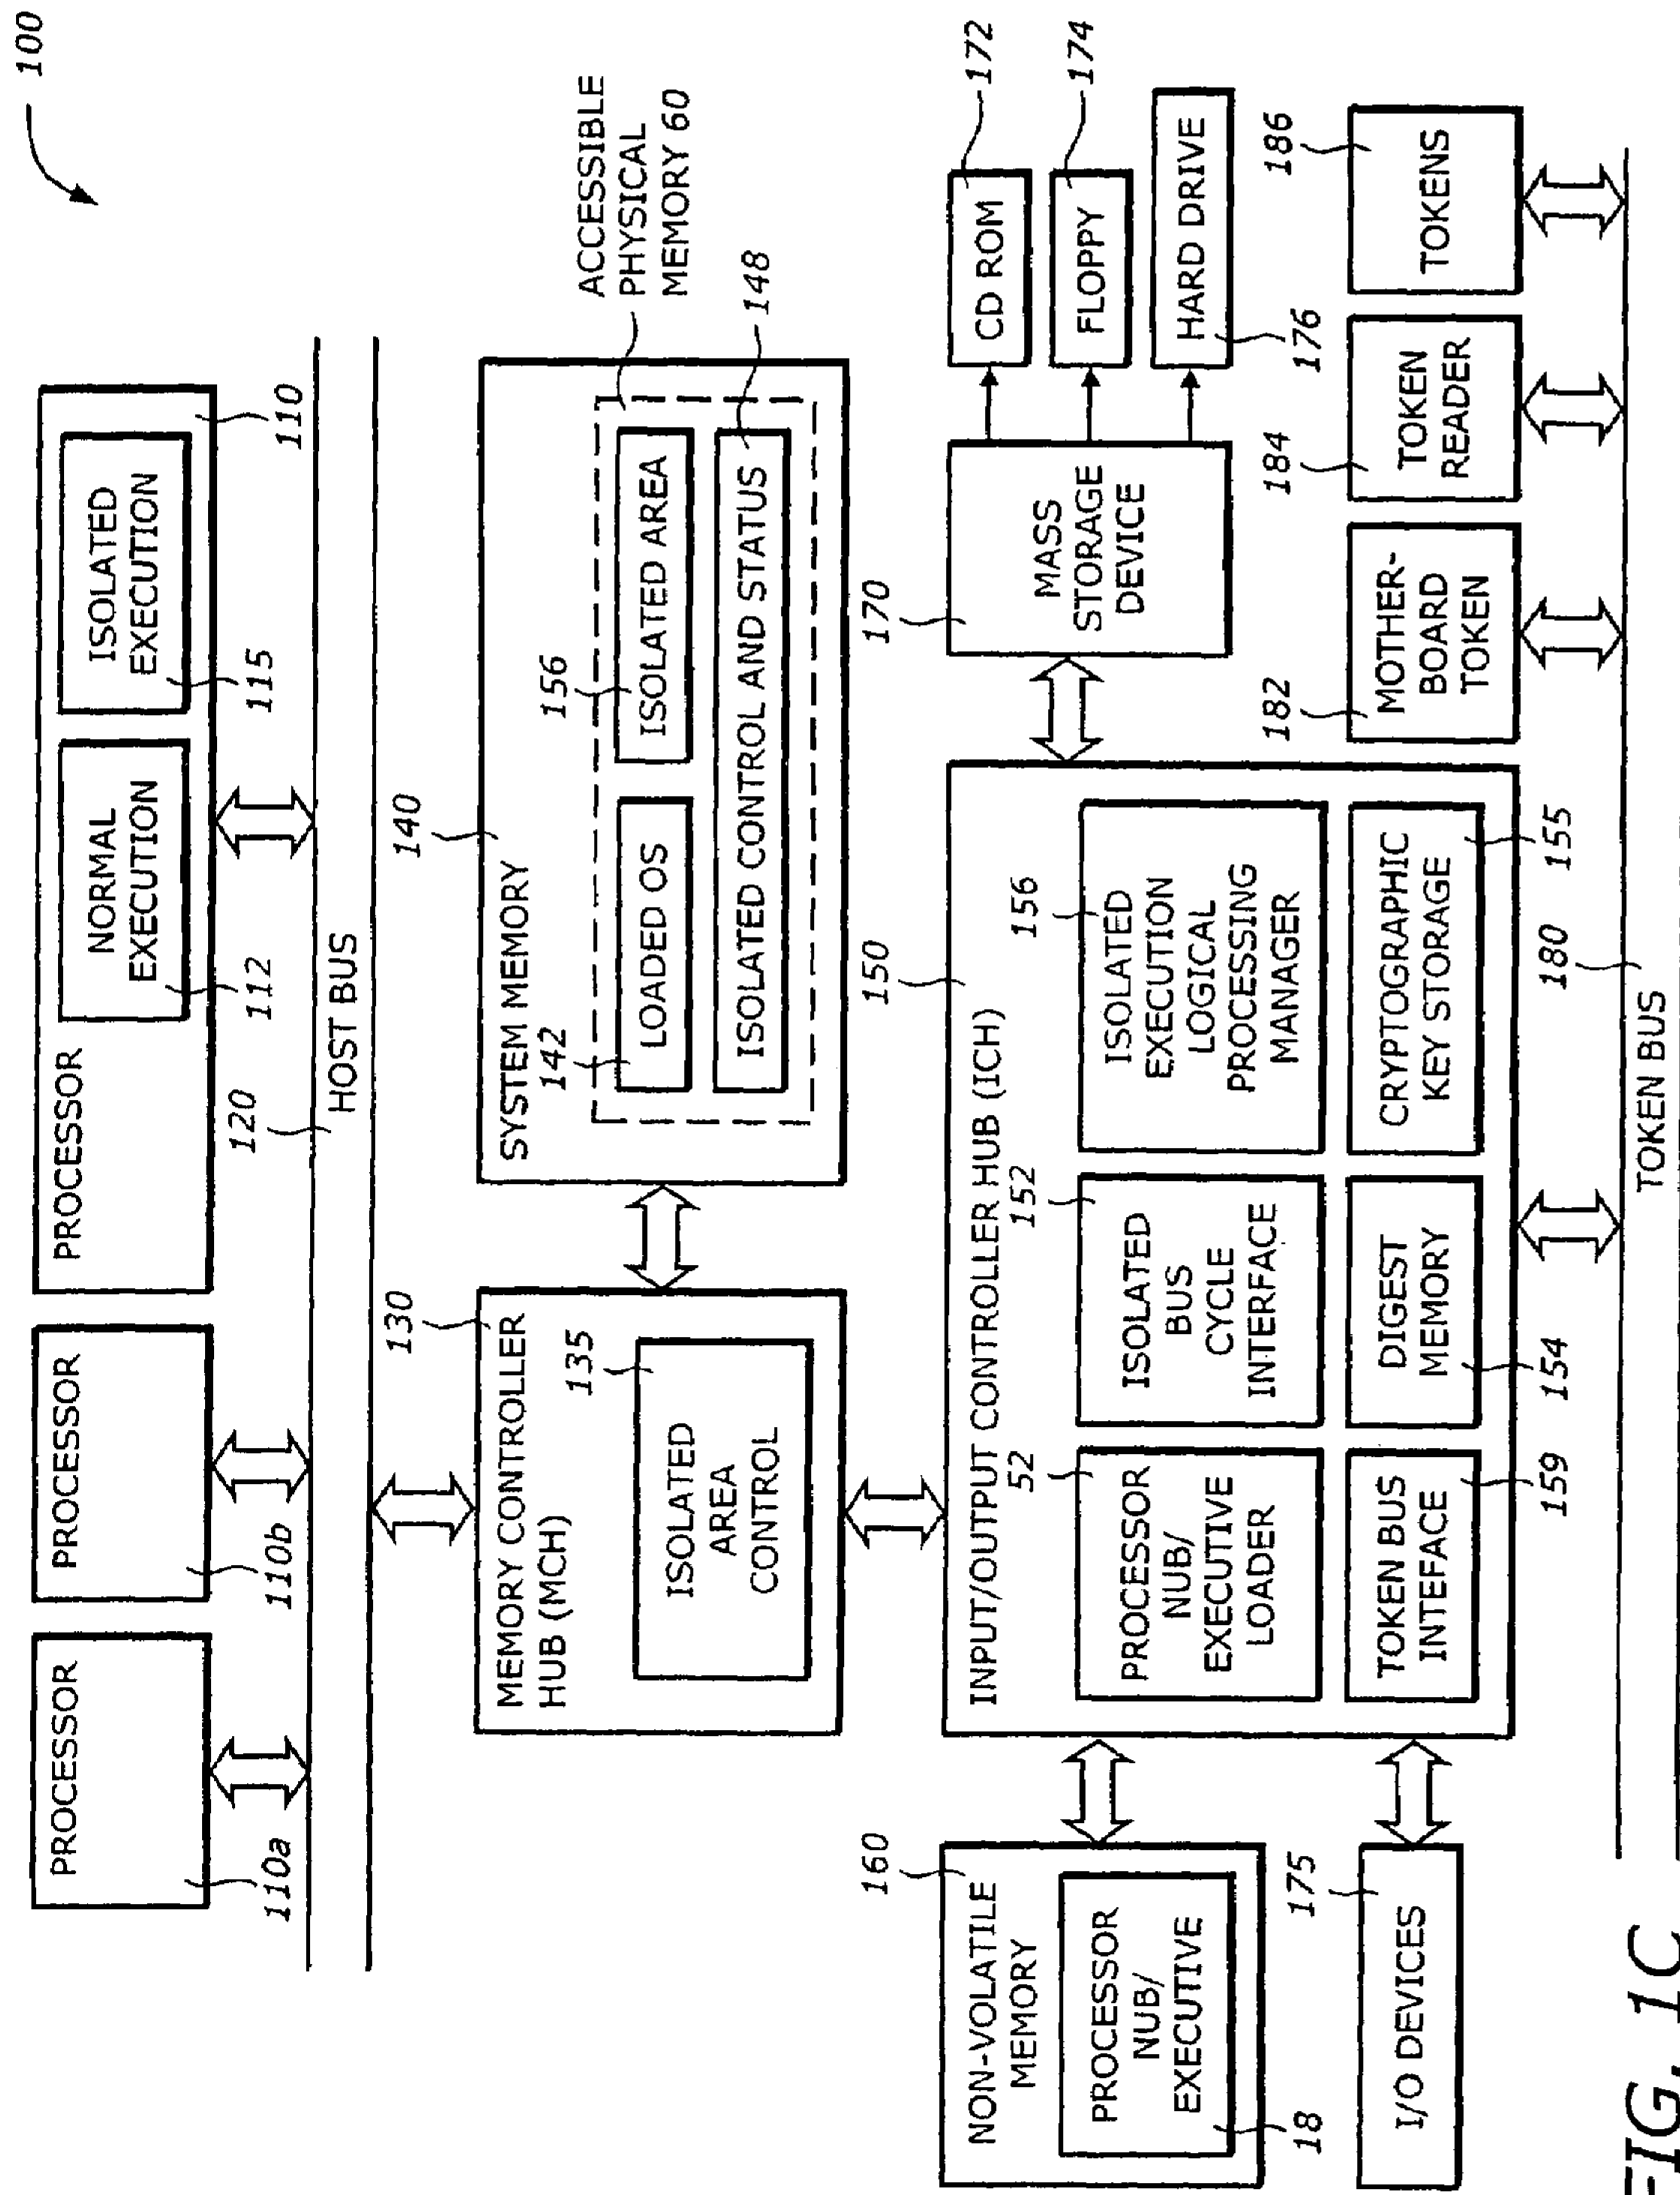 100
PROCESSOR
110a
PROCESSOR
110b
PROCESSOR
NORMAL
EXECUTION
112
ISOLATED
EXECUTION
115
110
120
HOST BUS
130
MEMORY CONTROLLER
HUB (MCH)
135
ISOLATED
AREA
CONTROL
140
SYSTEM MEMORY
142
LOADED OS
156
ISOLATED AREA
ISOLATED CONTROL AND STATUS
148
ACCESSIBLE
PHYSICAL
MEMORY 60
150
INPUT/OUTPUT CONTROLLER HUB (ICH)
52
PROCESSOR
NUB/
EXECUTIVE
LOADER
152
ISOLATED
BUS
CYCLE
INTERFACE
156
ISOLATED
EXECUTION
LOGICAL
PROCESSING
MANAGER
TOKEN BUS
INTEFACE
159
DIGEST
MEMORY
154
CRYPTOGRAPHIC
KEY STORAGE
155
160
NON-VOLATILE
MEMORY
PROCESSOR
NUB/
EXECUTIVE
18
175
I/O DEVICES
170
MASS
STORAGE
DEVICE
CD ROM
172
FLOPPY
174
HARD DRIVE
176
182
MOTHER-
BOARD
TOKEN
184
TOKEN
READER
186
TOKENS
180
TOKEN BUS
FIG. 1C